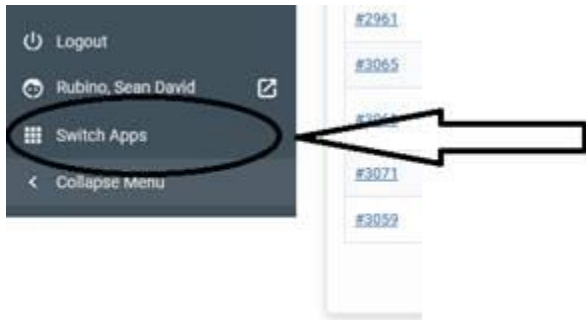 Logout
Rubino, Sean David
Switch Apps
Collapse Menu
#2961
#3065
#3071
#3059